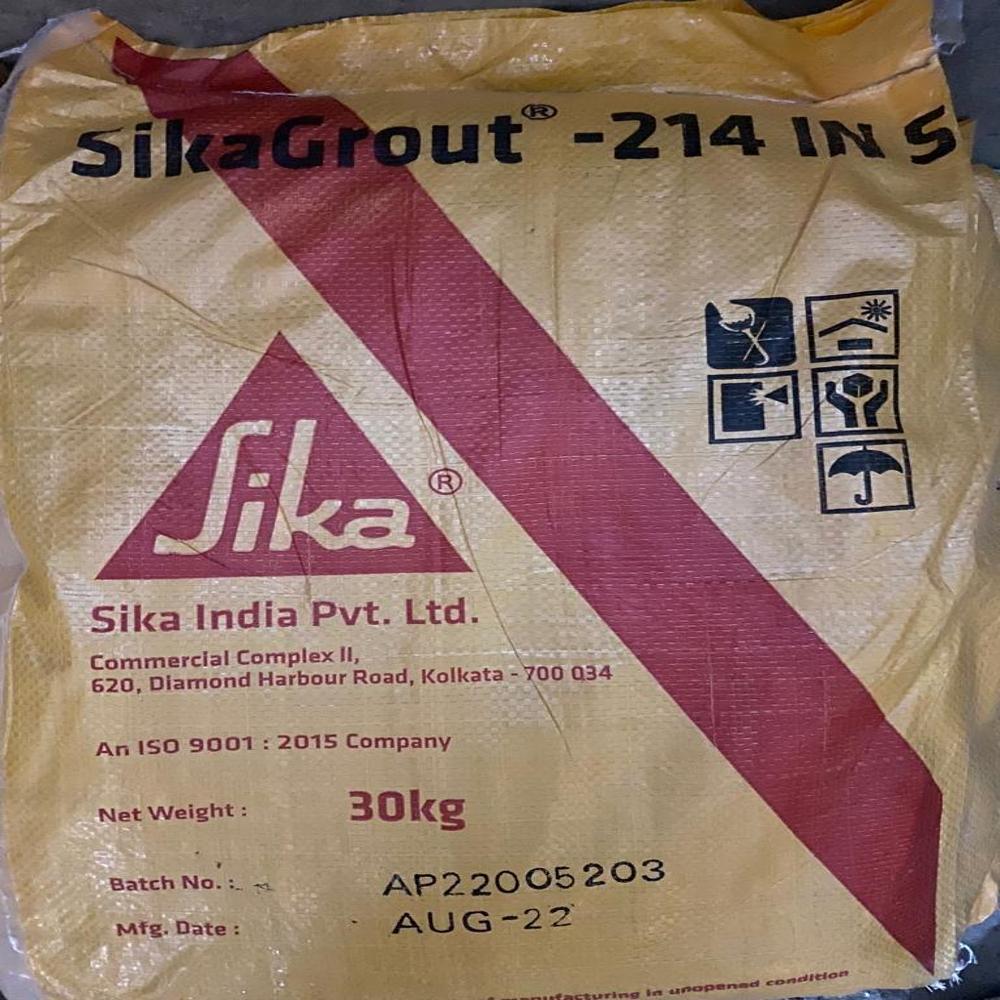 SikaGrout® -214 IN S
Sika®
Sika India Pvt. Ltd.
Commercial Complex II,
620, Diamond Harbour Road, Kolkata - 700 034
An ISO 9001 : 2015 Company
Net Weight : 30kg
Batch No. : AP22005203
Mfg. Date : AUG-22
manufacturing in unopened condition